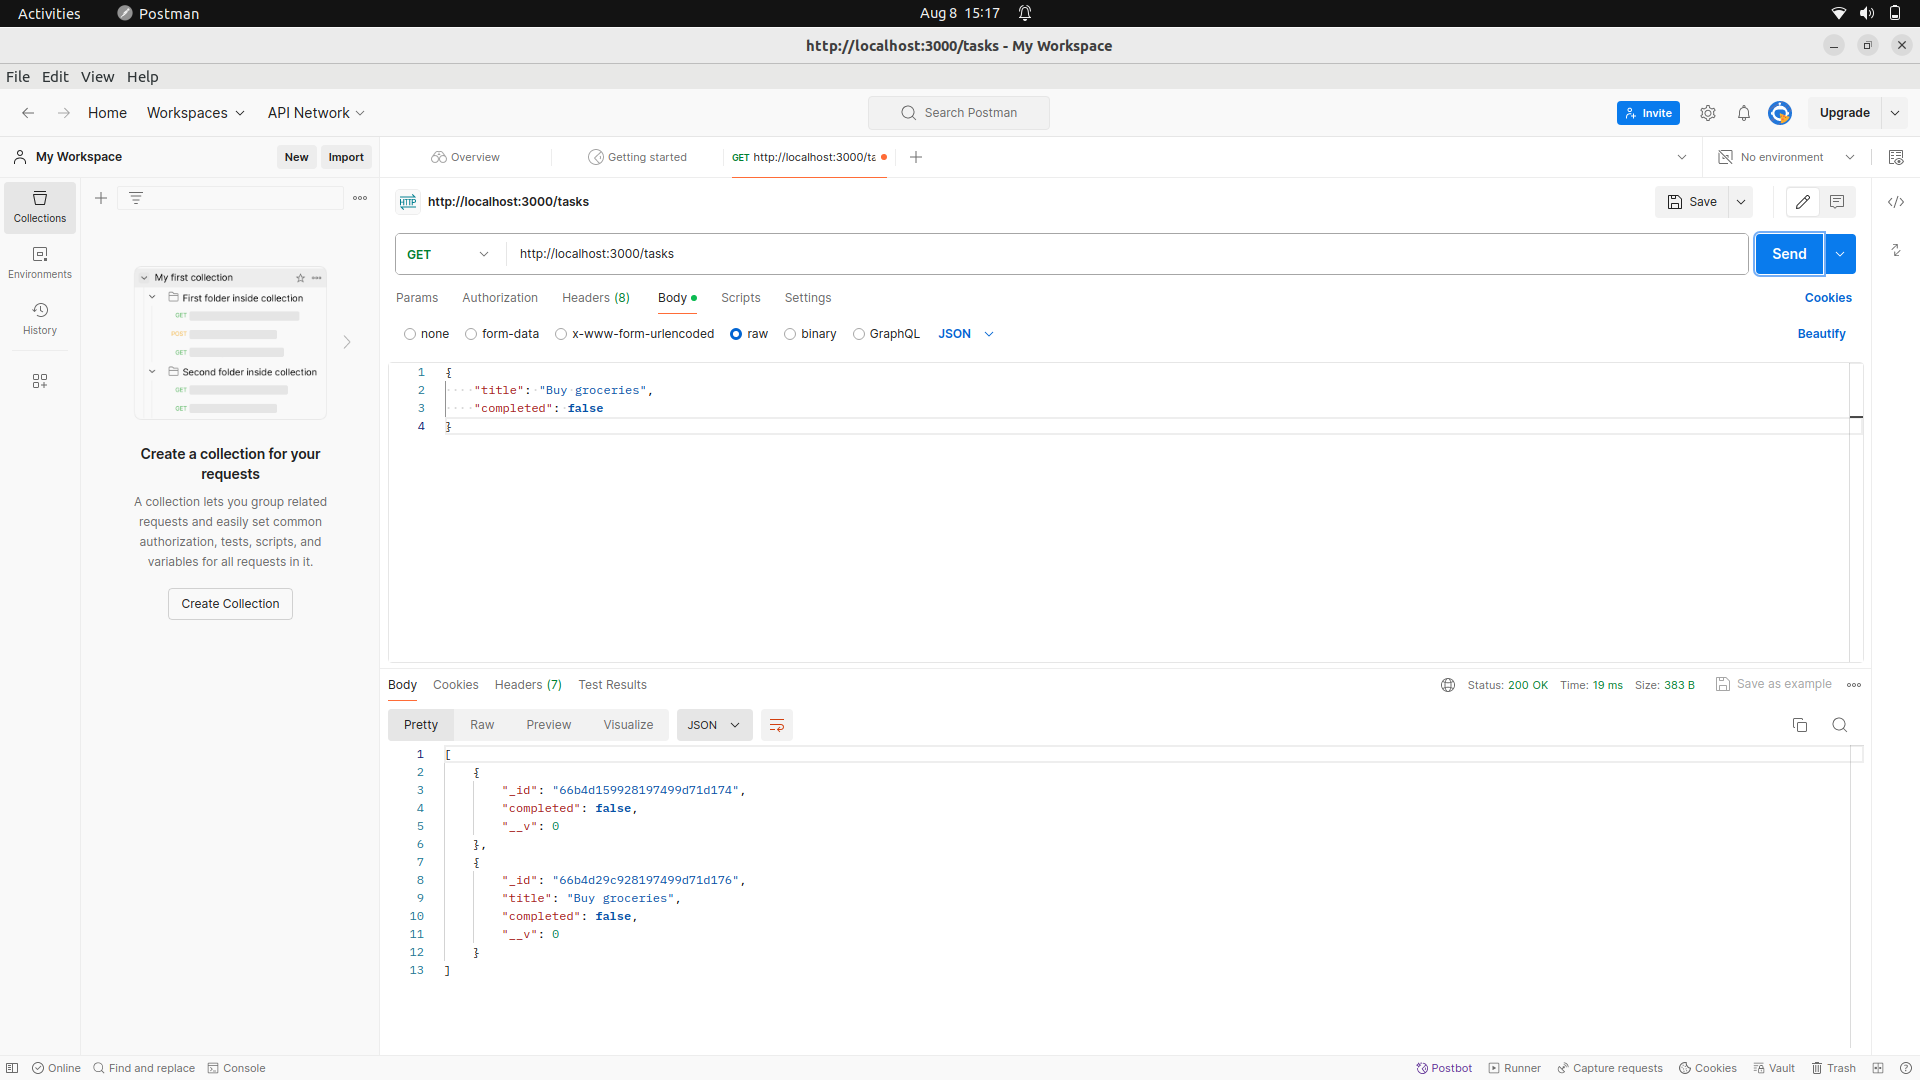 Activities Postman Aug 8 15:17
http://localhost:3000/tasks - My Workspace
File Edit View Help
Home Workspaces API Network Search Postman Invite Upgrade
My Workspace New Import Overview Getting started GET http://localhost:3000/ta No environment
Collections
Environments
History
My first collection
First folder inside collection
GET
POST
GET
Second folder inside collection
GET
GET
Create a collection for your
requests
A collection lets you group related
requests and easily set common
authorization, tests, scripts, and
variables for all requests in it.
Create Collection
HTTP http://localhost:3000/tasks Save
GET http://localhost:3000/tasks Send
Params Authorization Headers (8) Body Scripts Settings Cookies
none form-data x-www-form-urlencoded raw binary GraphQL JSON Beautify
1 {
2 "title": "Buy groceries",
3 "completed": false
4 }
Body Cookies Headers (7) Test Results Status: 200 OK Time: 19 ms Size: 383 B Save as example
Pretty Raw Preview Visualize JSON
1 [
2 {
3 "_id": "66b4d159928197499d71d174",
4 "completed": false,
5 "__v": 0
6 },
7 {
8 "_id": "66b4d29c928197499d71d176",
9 "title": "Buy groceries",
10 "completed": false,
11 "__v": 0
12 }
13 ]
Online Find and replace Console Postbot Runner Capture requests Cookies Vault Trash